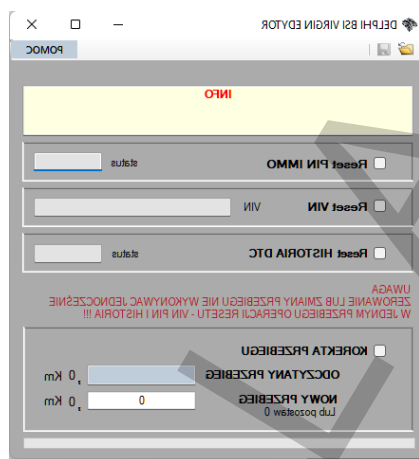 DELPHI BSI VIRGIN EDYTOR
POMOC
INFO
Reset PIN IMMO status
Reset VIN VIN
Reset HISTORIA DTC status
UWAGA
ZEROWANIE LUB ZMIANY PRZEBIEGU NIE WYKONYWAC JEDNOCZEŚNIE
W JEDNYM PRZEBIEGU OPERACJI RESETU - VIN PIN I HISTORIA !!!
KOREKTA PRZEBIEGU
ODCZYTANY PRZEBIEG , 0 Km
NOWY PRZEBIEG 0 , 0 Km
Lub pozostaw 0